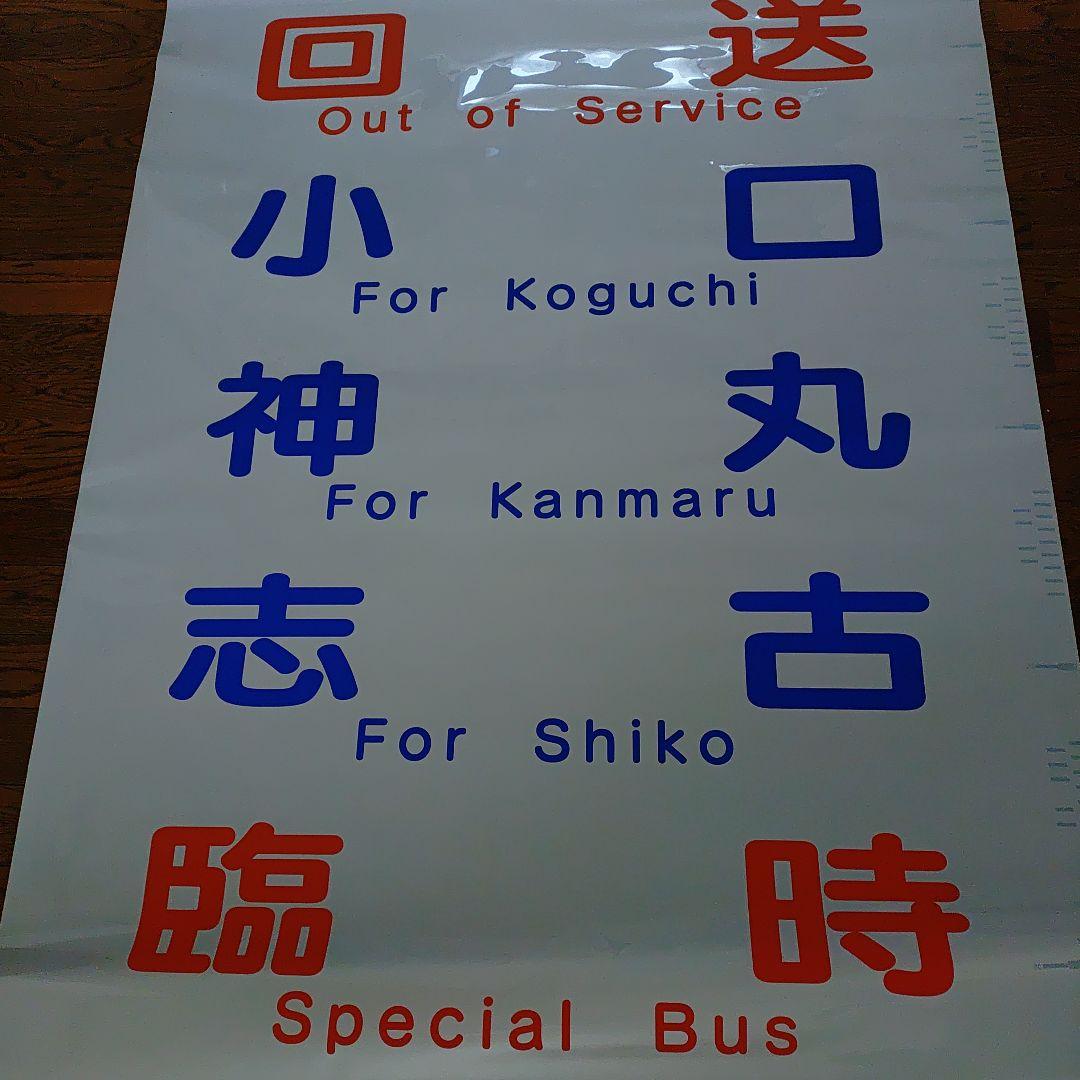 回送
Out of Service
小口
For Koguchi
神丸
For Kanmaru
志古
For Shiko
臨時
Special Bus